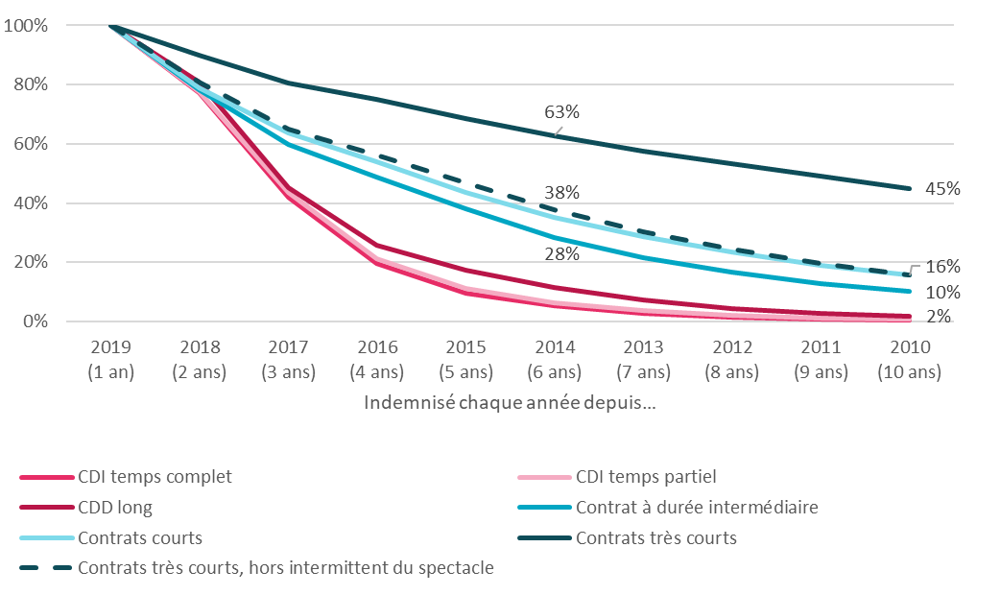 100%
80%
60%
40%
20%
0%
63%
38%
28%
45%
16%
10%
2%
2019 2018 2017 2016 2015 2014 2013 2012 2011 2010
(1 an) (2 ans) (3 ans) (4 ans) (5 ans) (6 ans) (7 ans) (8 ans) (9 ans) (10 ans)
Indemnisé chaque année depuis...
CDI temps complet
CDI temps partiel
CDD long
Contrat à durée intermédiaire
Contrats courts
Contrats très courts
Contrats très courts, hors intermittent du spectacle